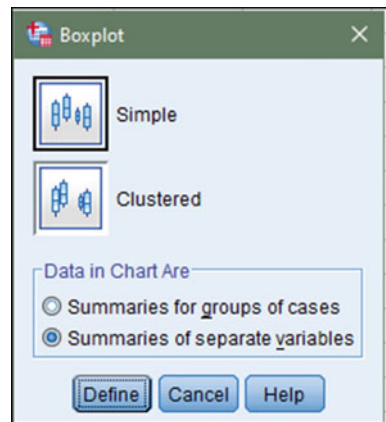 Boxplot
Simple
Clustered
Data in Chart Are
Summaries for groups of cases
Summaries of separate variables
Define Cancel Help